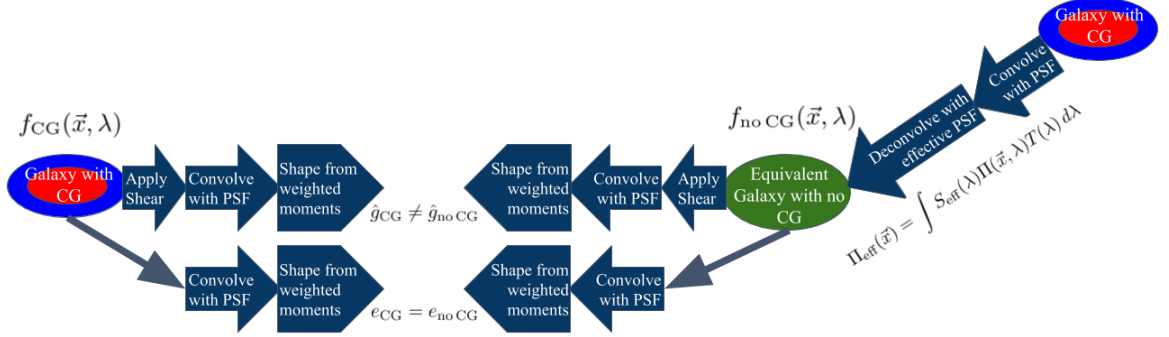 Galaxy with
CG
Convolve
with PSF
Deconvolve with
effective PSF
Π_eff(x⃗) = ∫ S_eff(λ)Π(x⃗, λ)T(λ) dλ
f_CG(x⃗, λ)
Galaxy with
CG
Apply
Shear
Convolve
with PSF
Shape from
weighted
moments
ĝ_CG ≠ ĝ_no CG
Shape from
weighted
moments
Convolve
with PSF
Apply
Shear
f_no CG(x⃗, λ)
Equivalent
Galaxy with no
CG
Convolve
with PSF
Shape from
weighted
moments
e_CG = e_no CG
Shape from
weighted
moments
Convolve
with PSF